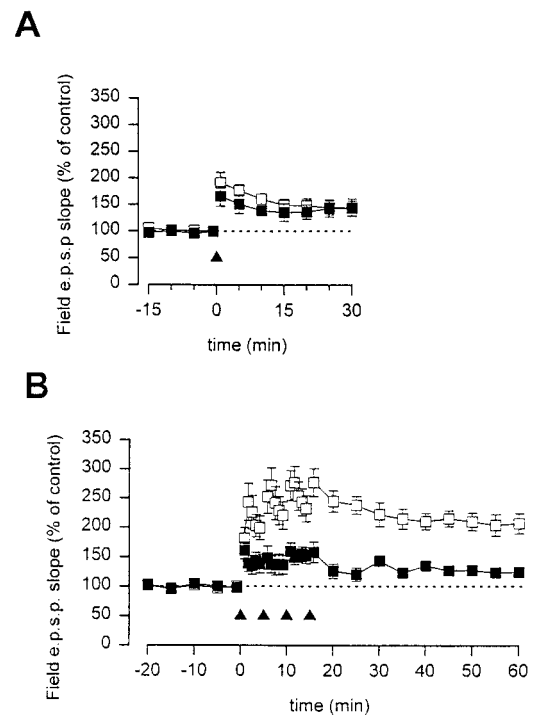 A
Field e.p.s.p slope (% of control)
350
300
250
200
150
100
50
0
-15 0 15 30
time (min)
B
Field e.p.s.p. slope (% of control)
350
300
250
200
150
100
50
0
-20 -10 0 10 20 30 40 50 60
time (min)